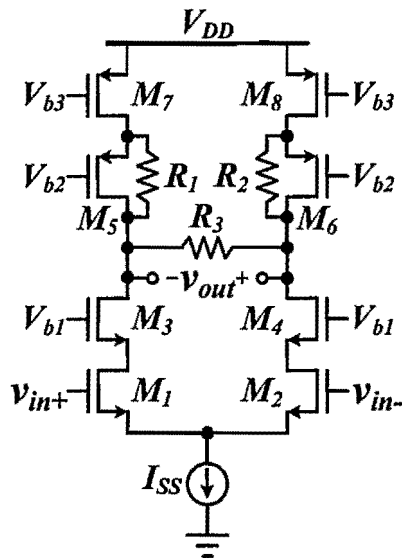 V_DD
V_b3 M_7 M_8 V_b3
V_b2 R_1 R_2 V_b2
M_5 R_3 M_6
- v_out +
V_b1 M_3 M_4 V_b1
v_in+ M_1 M_2 v_in-
I_SS